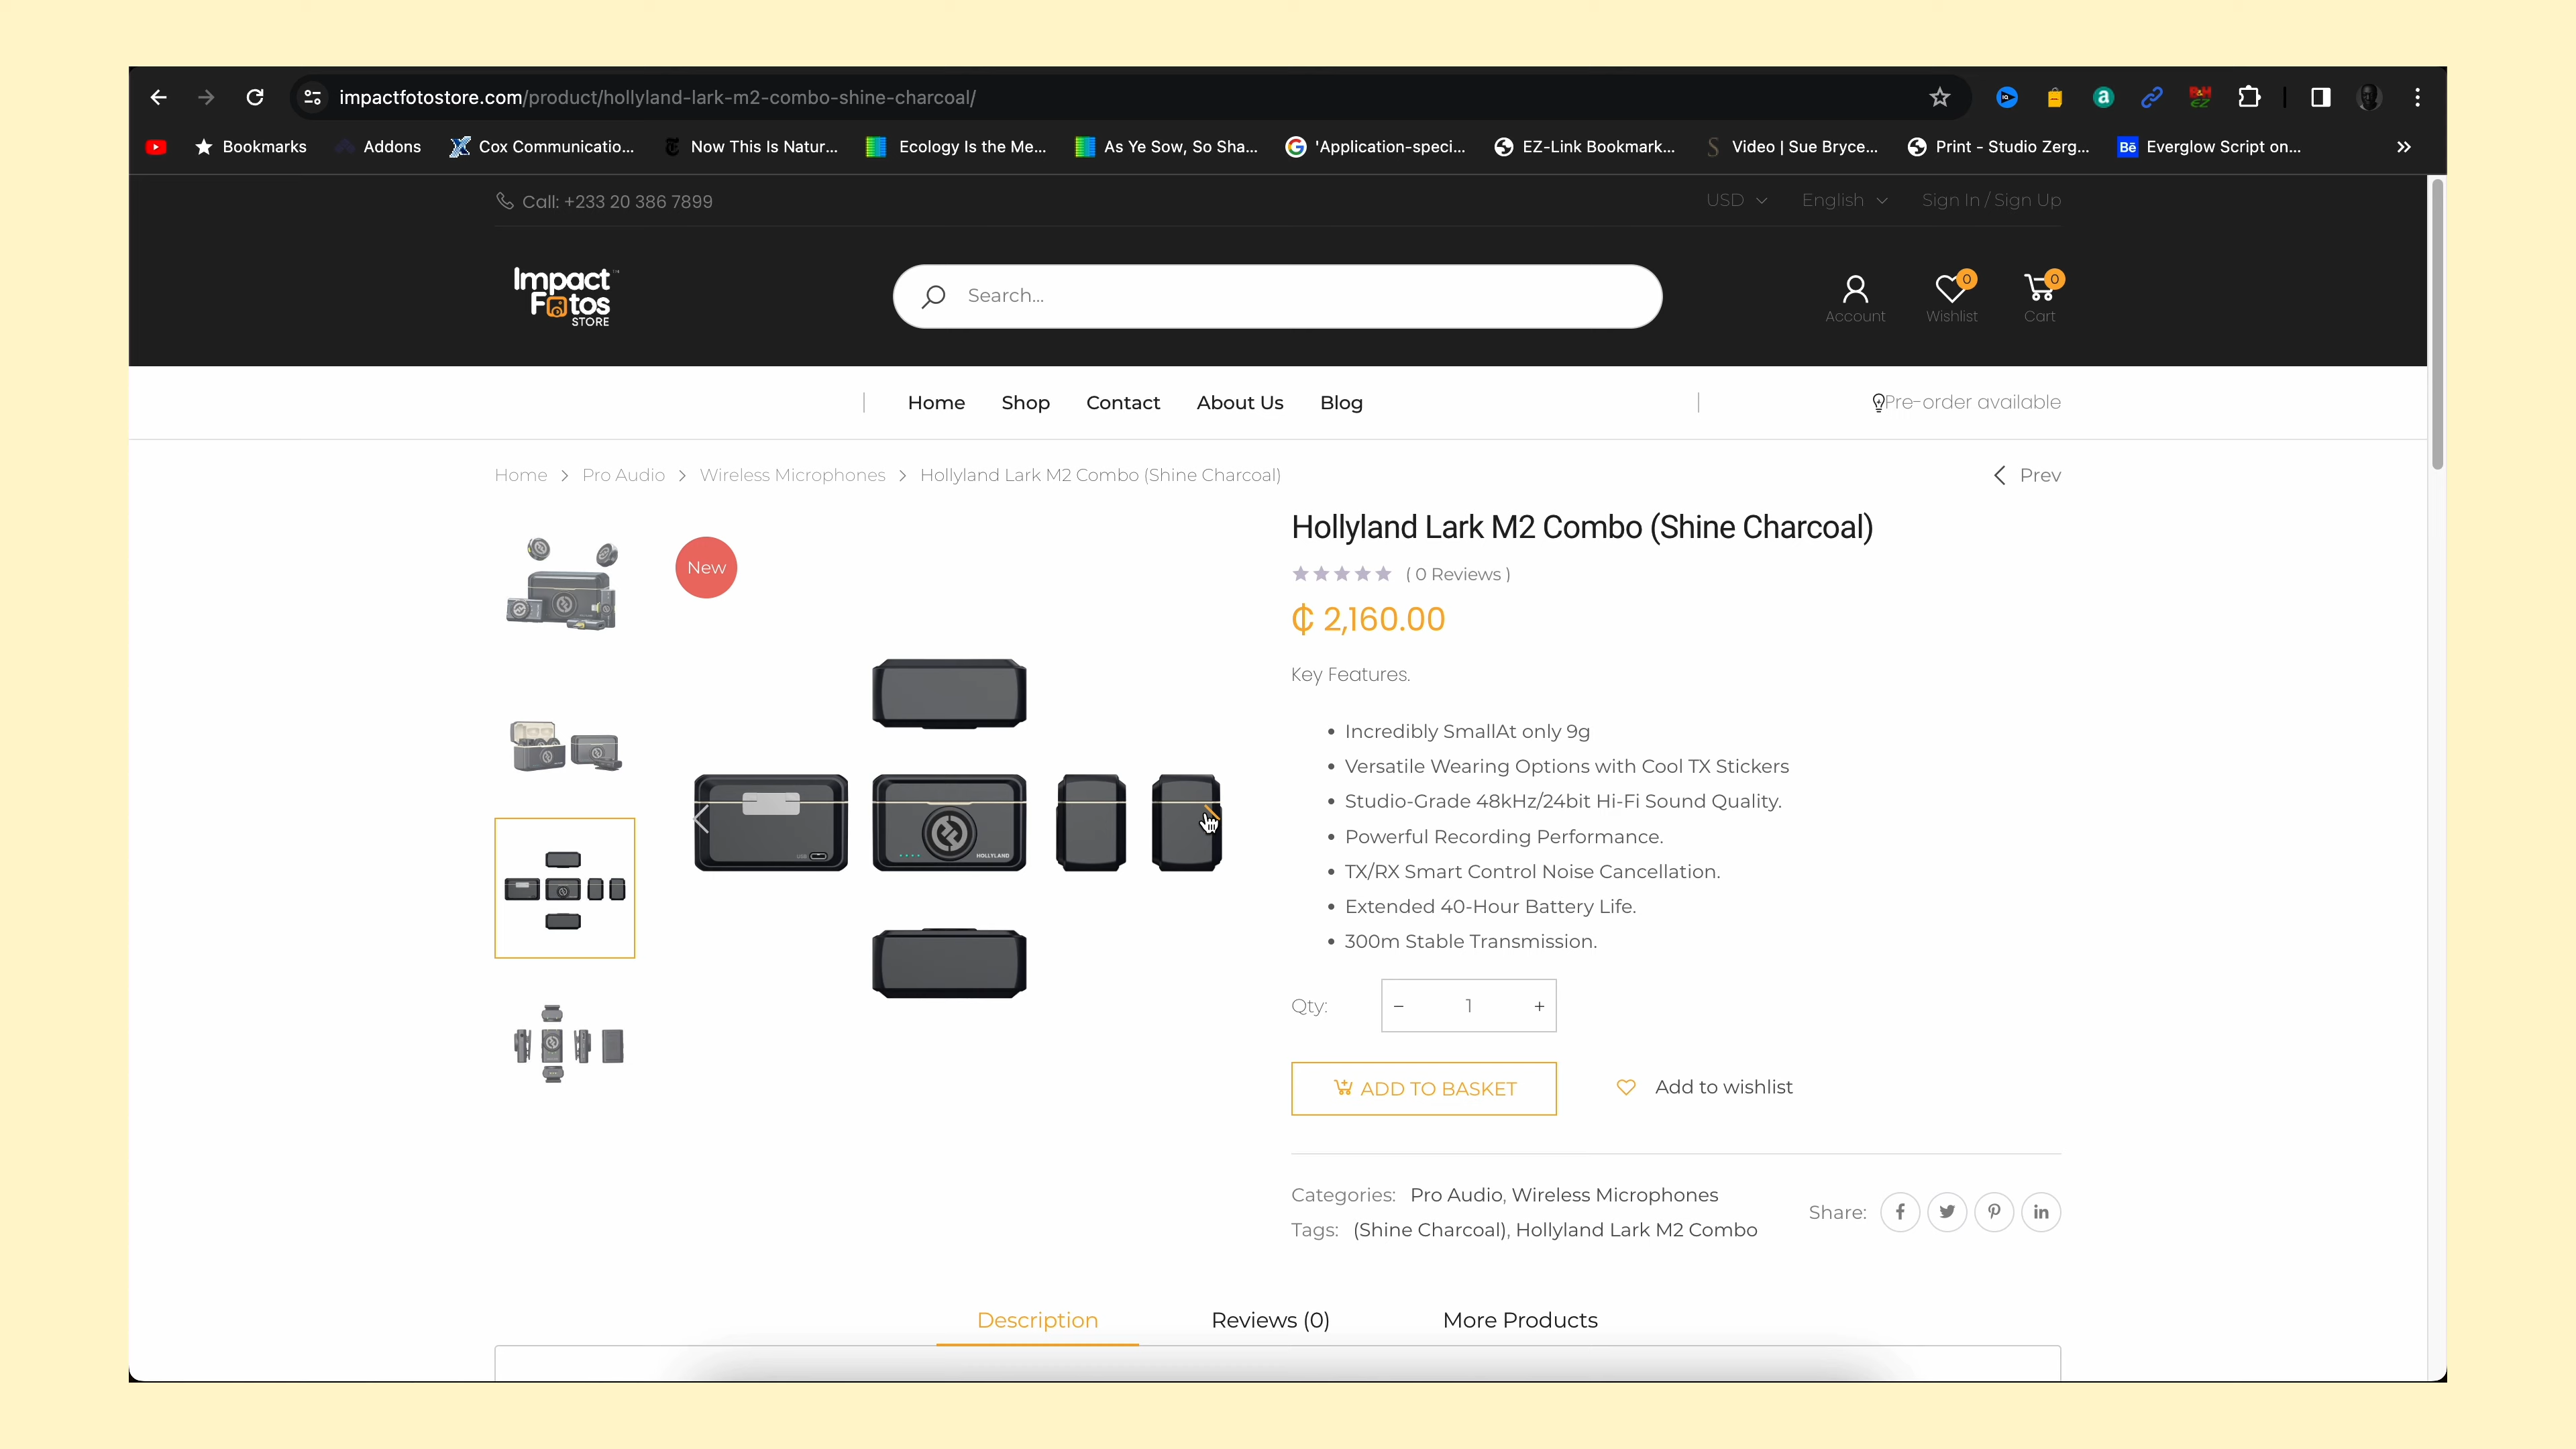 impactfotostore.com/product/hollyland-lark-m2-combo-shine-charcoal/
Bookmarks Addons Cox Communicatio... Now This Is Natur... Ecology Is the Me... As Ye Sow, So Sha... 'Application-speci... EZ-Link Bookmark... Video | Sue Bryce... Print - Studio Zerg... Bē Everglow Script on...
Call: +233 20 386 7899 USD English Sign In / Sign Up
Impact
Fotos
STORE
Search...
0 0
Account Wishlist Cart
Home Shop Contact About Us Blog Pre-order available
Home > Pro Audio > Wireless Microphones > Hollyland Lark M2 Combo (Shine Charcoal) Prev
New
Hollyland Lark M2 Combo (Shine Charcoal)
( 0 Reviews )
₵ 2,160.00
Key Features.
• Incredibly SmallAt only 9g
• Versatile Wearing Options with Cool TX Stickers
• Studio-Grade 48kHz/24bit Hi-Fi Sound Quality.
• Powerful Recording Performance.
• TX/RX Smart Control Noise Cancellation.
• Extended 40-Hour Battery Life.
• 300m Stable Transmission.
HOLLYLAND
Qty: − 1 +
ADD TO BASKET Add to wishlist
Categories: Pro Audio, Wireless Microphones
Tags: (Shine Charcoal), Hollyland Lark M2 Combo
Share:
Description Reviews (0) More Products